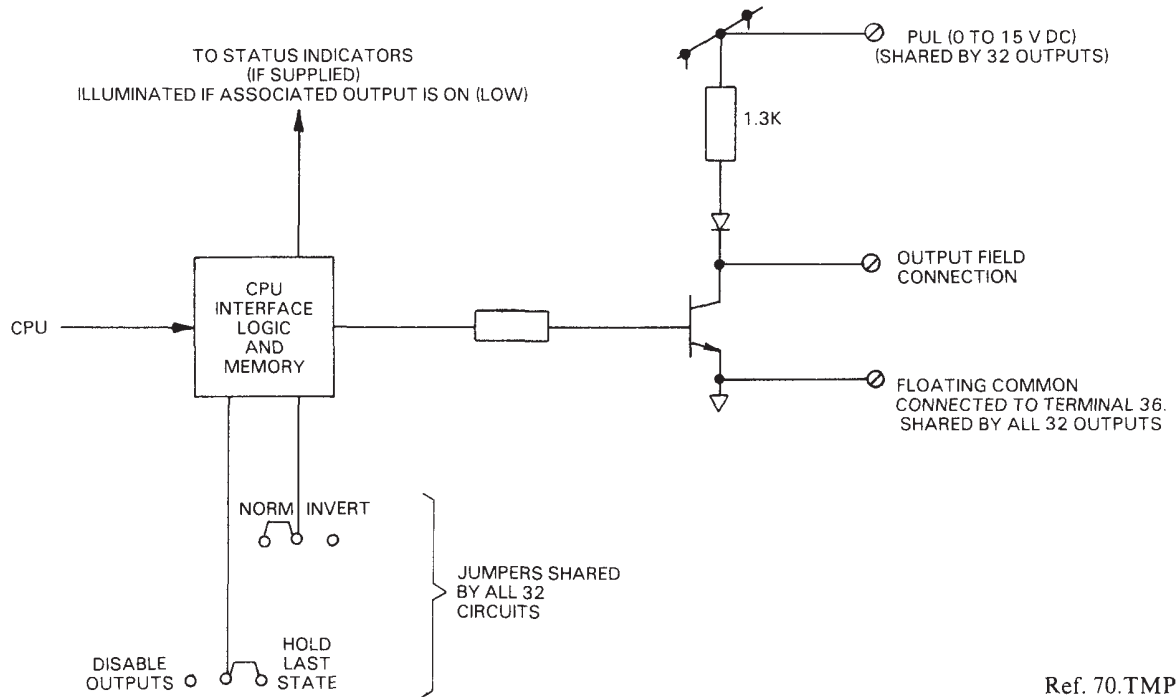 PUL (0 TO 15 V DC)
(SHARED BY 32 OUTPUTS)
TO STATUS INDICATORS
(IF SUPPLIED)
ILLUMINATED IF ASSOCIATED OUTPUT IS ON (LOW)
1.3K
OUTPUT FIELD
CONNECTION
CPU
CPU
INTERFACE
LOGIC
AND
MEMORY
FLOATING COMMON
CONNECTED TO TERMINAL 36.
SHARED BY ALL 32 OUTPUTS
NORM INVERT
JUMPERS SHARED
BY ALL 32
CIRCUITS
DISABLE
OUTPUTS
HOLD
LAST
STATE
Ref. 70.TMP